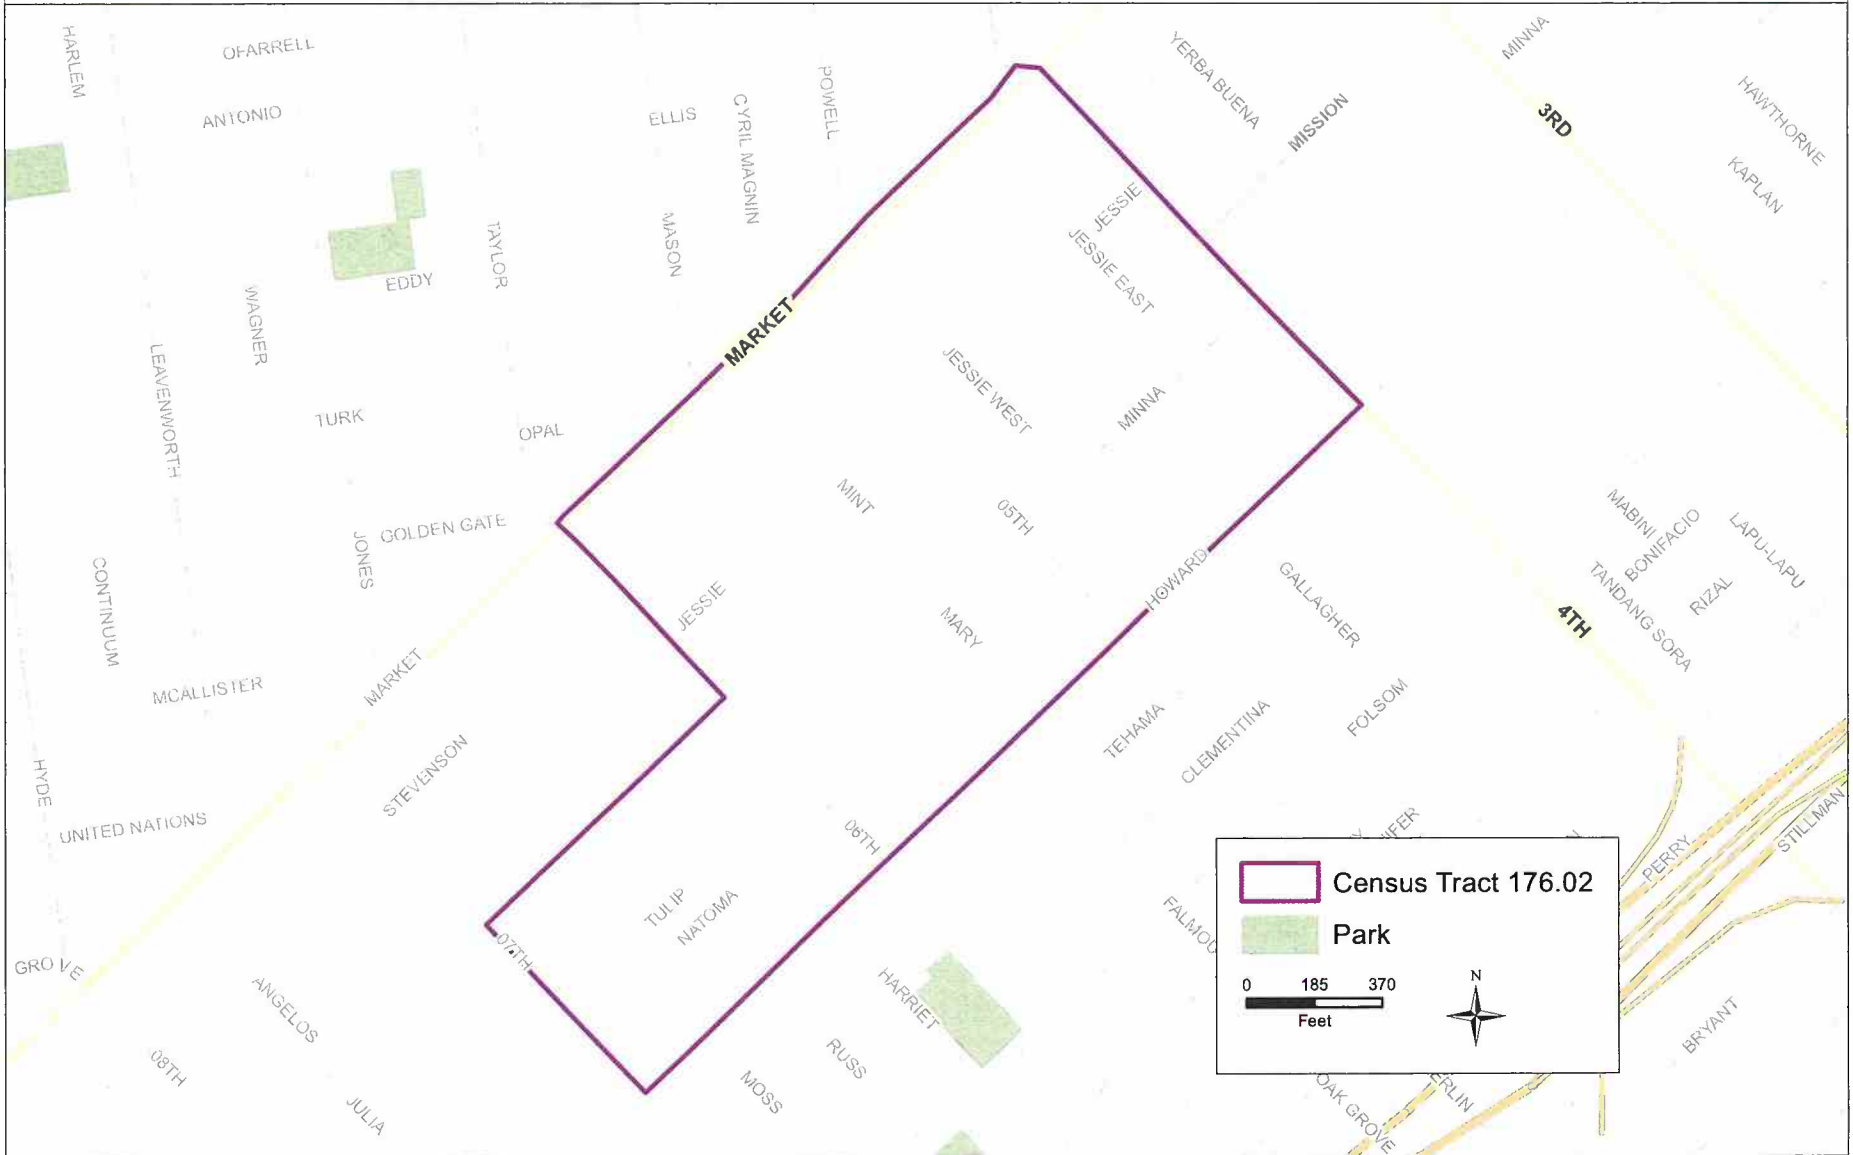 HARLEM
OFARRELL
ANTONIO
ELLIS
CYRIL MAGNIN
POWELL
YERBA BUENA
MISSION
MINNA
3RD
HAWTHORNE
KAPLAN
JESSIE
JESSIE EAST
MASON
TAYLOR
EDDY
WAGNER
MARKET
LEAVENWORTH
TURK
OPAL
JESSIE WEST
MINNA
MINT
05TH
GOLDEN GATE
JONES
CONTINUUM
HOWARD
GALLAGHER
MABINI
BONIFACIO
LAPU-LAPU
TANDANG SORA
RIZAL
4TH
JESSIE
MARY
MCALLISTER
MARKET
STEVENSON
TEHAMA
CLEMENTINA
FOLSOM
HYDE
UNITED NATIONS
06TH
IFER
PERRY
STILLMAN
TULIP
NATOMA
07TH
FALMOU
GROVE
ANGELOS
HARRIET
BRYANT
08TH
JULIA
RUSS
MOSS
OAK GROVE
ERLIN
Census Tract 176.02
Park
0 185 370
Feet
N